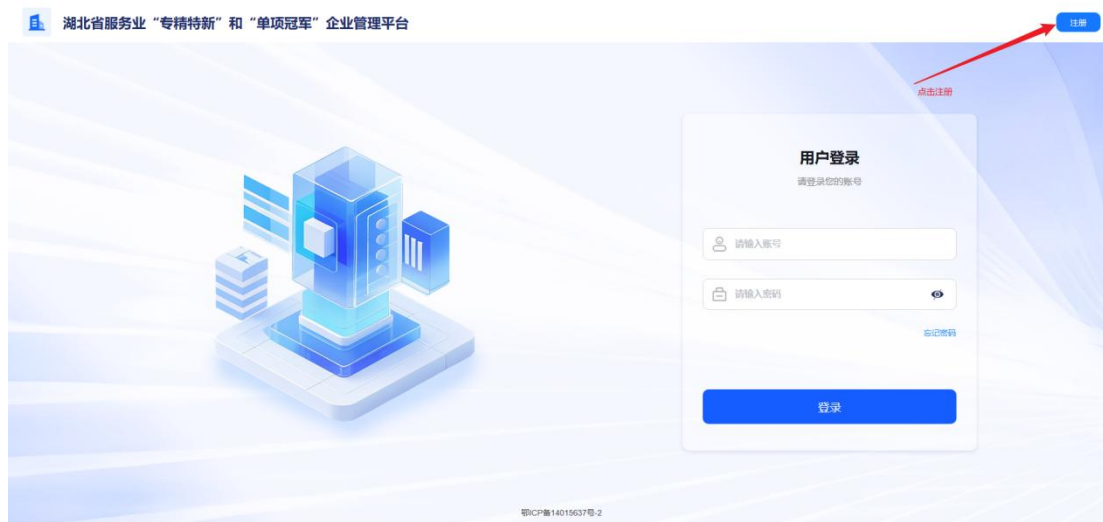 湖北省服务业“专精特新”和“单项冠军”企业管理平台
注册
点击注册
用户登录
请登录您的账号
请输入账号
请输入密码
忘记密码
登录
鄂ICP备14015637号-2